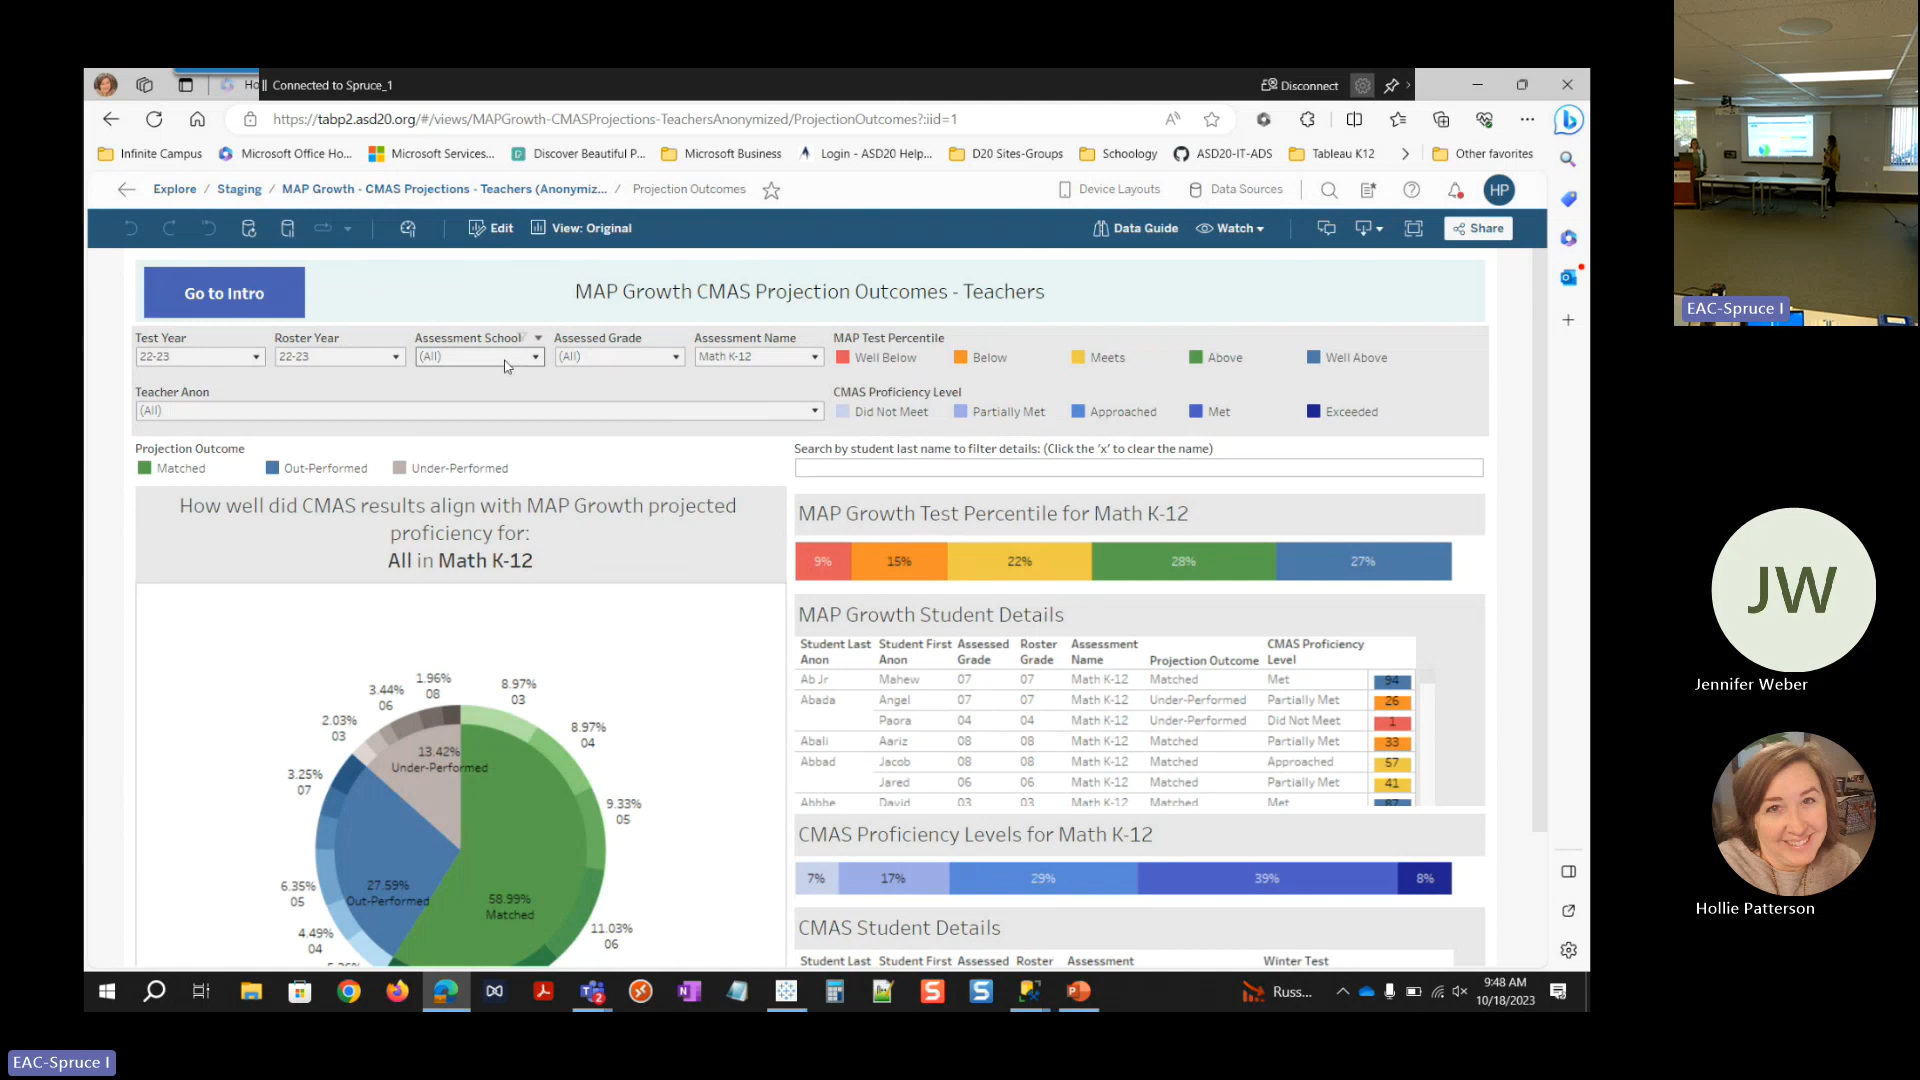 Connected to Spruce_1
Disconnect
https://tabp2.asd20.org/#/views/MAPGrowth-CMASProjections-TeachersAnonymized/ProjectionOutcomes?:iid=1
Infinite Campus
Microsoft Office Ho...
Microsoft Services...
Discover Beautiful P...
Microsoft Business
Login - ASD20 Help...
D20 Sites-Groups
Schoology
ASD20-IT-ADS
Tableau K12
Other favorites
Explore / Staging / MAP Growth - CMAS Projections - Teachers (Anonymiz... / Projection Outcomes
Device Layouts
Data Sources
HP
Edit
View: Original
Data Guide
Watch
Share
Go to Intro
MAP Growth CMAS Projection Outcomes - Teachers
Test Year
22-23
Roster Year
22-23
Assessment School
(All)
Assessed Grade
(All)
Assessment Name
Math K-12
MAP Test Percentile
Well Below Below Meets Above Well Above
Teacher Anon
(All)
CMAS Proficiency Level
Did Not Meet Partially Met Approached Met Exceeded
Projection Outcome
Matched Out-Performed Under-Performed
Search by student last name to filter details: (Click the 'x' to clear the name)
How well did CMAS results align with MAP Growth projected
proficiency for:
All in Math K-12
1.96%
08
3.44%
06
8.97%
03
2.03%
03
8.97%
04
13.42%
Under-Performed
3.25%
07
9.33%
05
6.35%
05
27.59%
Out-Performed
58.99%
Matched
4.49%
04
11.03%
06
MAP Growth Test Percentile for Math K-12
9% 15% 22% 28% 27%
MAP Growth Student Details
Student Last Anon Student First Anon Assessed Grade Roster Grade Assessment Name Projection Outcome CMAS Proficiency Level
Ab Jr Mahew 07 07 Math K-12 Matched Met 94
Abada Angel 07 07 Math K-12 Under-Performed Partially Met 26
Paora 04 04 Math K-12 Under-Performed Did Not Meet 1
Abali Aariz 08 08 Math K-12 Matched Partially Met 33
Abbad Jacob 08 08 Math K-12 Matched Approached 57
Jared 06 06 Math K-12 Matched Partially Met 41
Abbhe David 03 03 Math K-12 Matched Met 87
CMAS Proficiency Levels for Math K-12
7% 17% 29% 39% 8%
CMAS Student Details
Student Last Student First Assessed Roster Assessment Winter Test
Russ...
9:48 AM
10/18/2023
EAC-Spruce I
JW
Jennifer Weber
Hollie Patterson
EAC-Spruce I